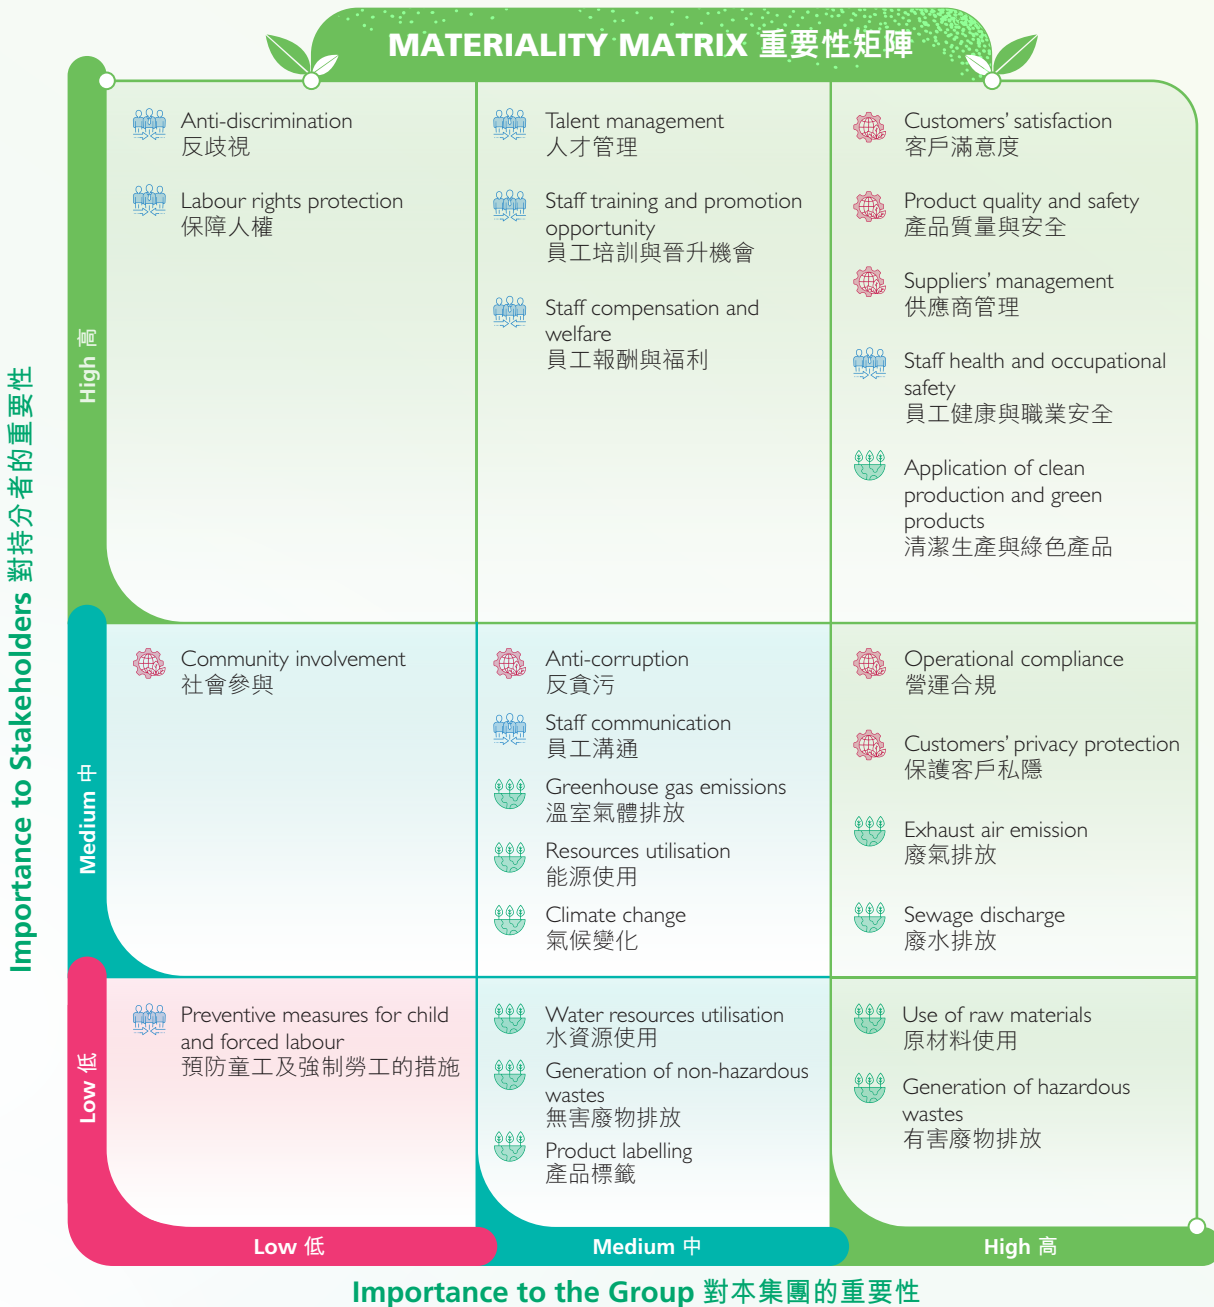 MATERIALITY MATRIX 重要性矩陣
Importance to Stakeholders 對持分者的重要性
High 高
Anti-discrimination
反歧視
Labour rights protection
保障人權
Talent management
人才管理
Staff training and promotion
opportunity
員工培訓與晉升機會
Staff compensation and
welfare
員工報酬與福利
Customers' satisfaction
客戶滿意度
Product quality and safety
產品質量與安全
Suppliers' management
供應商管理
Staff health and occupational
safety
員工健康與職業安全
Application of clean
production and green
products
清潔生產與綠色產品
Medium 中
Community involvement
社會參與
Anti-corruption
反貪污
Staff communication
員工溝通
Greenhouse gas emissions
溫室氣體排放
Resources utilisation
能源使用
Climate change
氣候變化
Operational compliance
營運合規
Customers' privacy protection
保護客戶私隱
Exhaust air emission
廢氣排放
Sewage discharge
廢水排放
Low 低
Preventive measures for child
and forced labour
預防童工及強制勞工的措施
Water resources utilisation
水資源使用
Generation of non-hazardous
wastes
無害廢物排放
Product labelling
產品標籤
Use of raw materials
原材料使用
Generation of hazardous
wastes
有害廢物排放
Low 低
Medium 中
High 高
Importance to the Group 對本集團的重要性